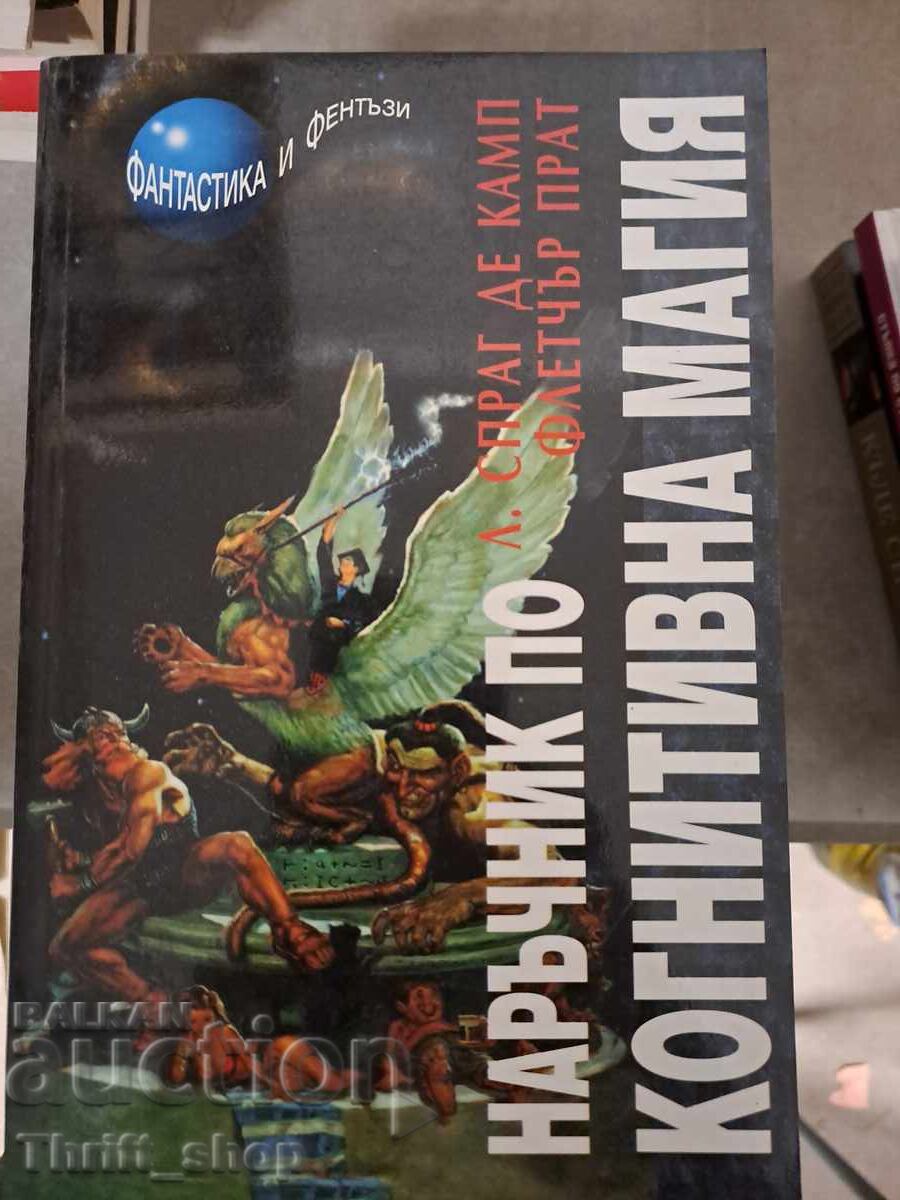 ФАНТАСТИКА И ФЕНТЪЗИ
Л. СПРАГ ДЕ КАМП
ФЛЕТЧЪР ПРАТ
НАРЪЧНИК ПО
КОГНИТИВНА МАГИЯ
BALKAN
auction
Thrift_shop